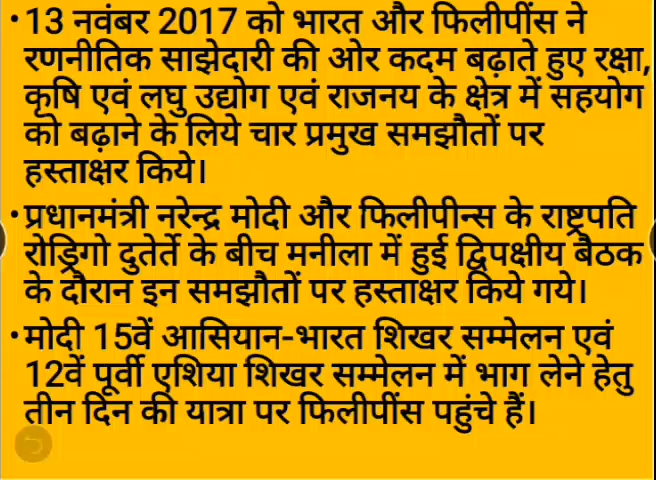 • 13 नवंबर 2017 को भारत और फिलीपींस ने
रणनीतिक साझेदारी की ओर कदम बढ़ाते हुए रक्षा,
कृषि एवं लघु उद्योग एवं राजनय के क्षेत्र में सहयोग
को बढ़ाने के लिये चार प्रमुख समझौतों पर
हस्ताक्षर किये।
• प्रधानमंत्री नरेन्द्र मोदी और फिलीपीन्स के राष्ट्रपति
रोड्रिगो दुतेर्ते के बीच मनीला में हुई द्विपक्षीय बैठक
के दौरान इन समझौतों पर हस्ताक्षर किये गये।
• मोदी 15वें आसियान-भारत शिखर सम्मेलन एवं
12वें पूर्वी एशिया शिखर सम्मेलन में भाग लेने हेतु
तीन दिन की यात्रा पर फिलीपींस पहुंचे हैं।